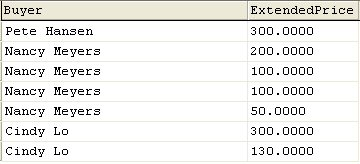 Buyer ExtendedPrice
Pete Hansen 300.0000
Nancy Meyers 200.0000
Nancy Meyers 100.0000
Nancy Meyers 100.0000
Nancy Meyers 50.0000
Cindy Lo 300.0000
Cindy Lo 130.0000